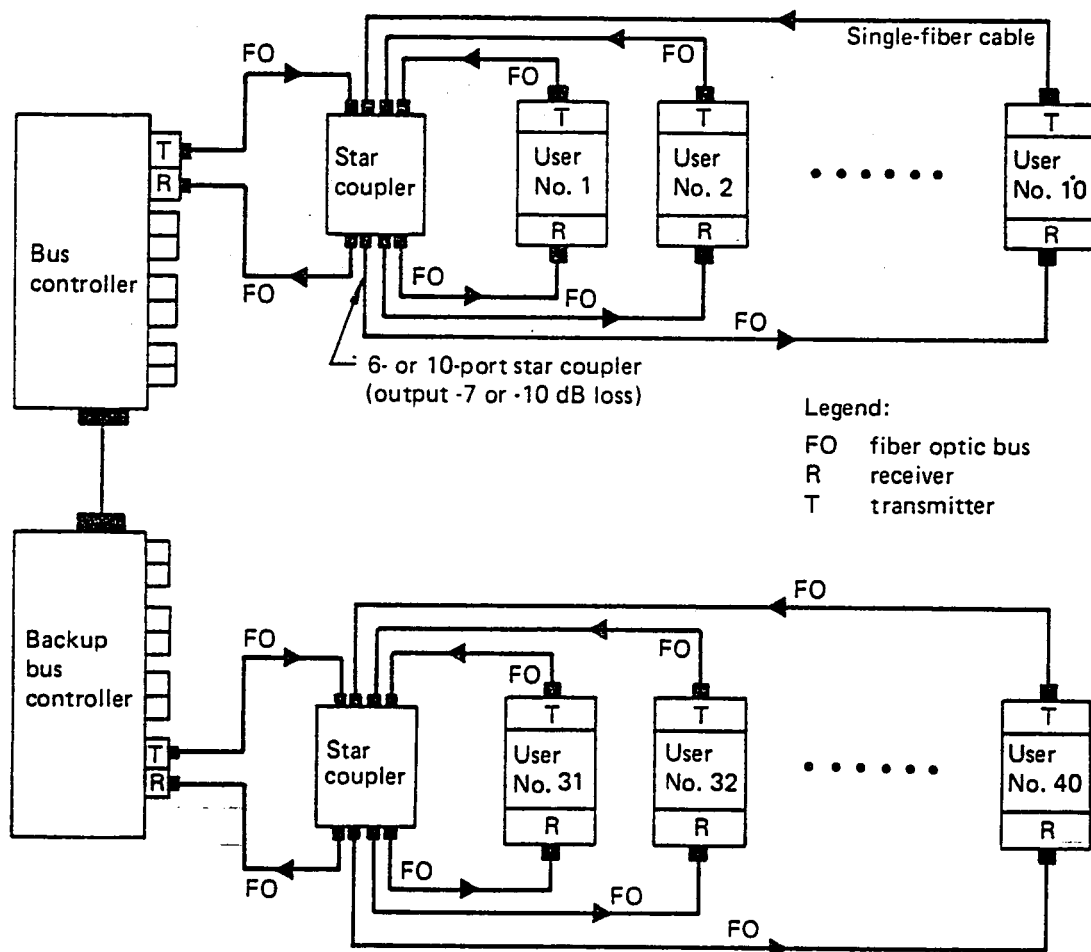 FO
Single-fiber cable
FO
FO
T
R
Bus
controller
Star
coupler
T
User
No. 1
R
T
User
No. 2
R
T
User
No. 10
R
FO
FO
FO
FO
6- or 10-port star coupler
(output -7 or -10 dB loss)
Legend:
FO fiber optic bus
R receiver
T transmitter
Backup
bus
controller
T
R
FO
FO
FO
FO
Star
coupler
T
User
No. 31
R
T
User
No. 32
R
T
User
No. 40
R
FO
FO
FO
FO